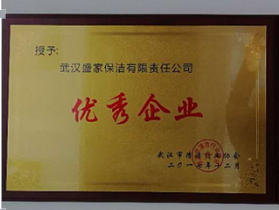 授予:
武汉盛家保洁有限责任公司
优秀企业
武汉市清洁行业协会
二〇一 年十二月